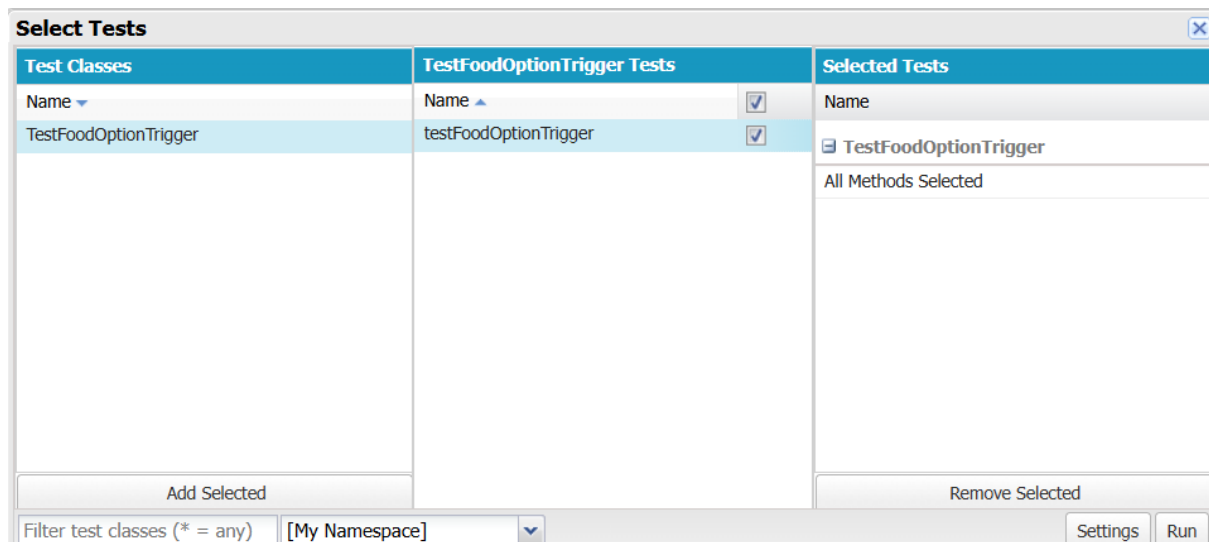 Select Tests
Test Classes
TestFoodOptionTrigger Tests
Selected Tests
Name
Name
Name
TestFoodOptionTrigger
testFoodOptionTrigger
TestFoodOptionTrigger
All Methods Selected
Add Selected
Remove Selected
Filter test classes (* = any)
[My Namespace]
Settings
Run